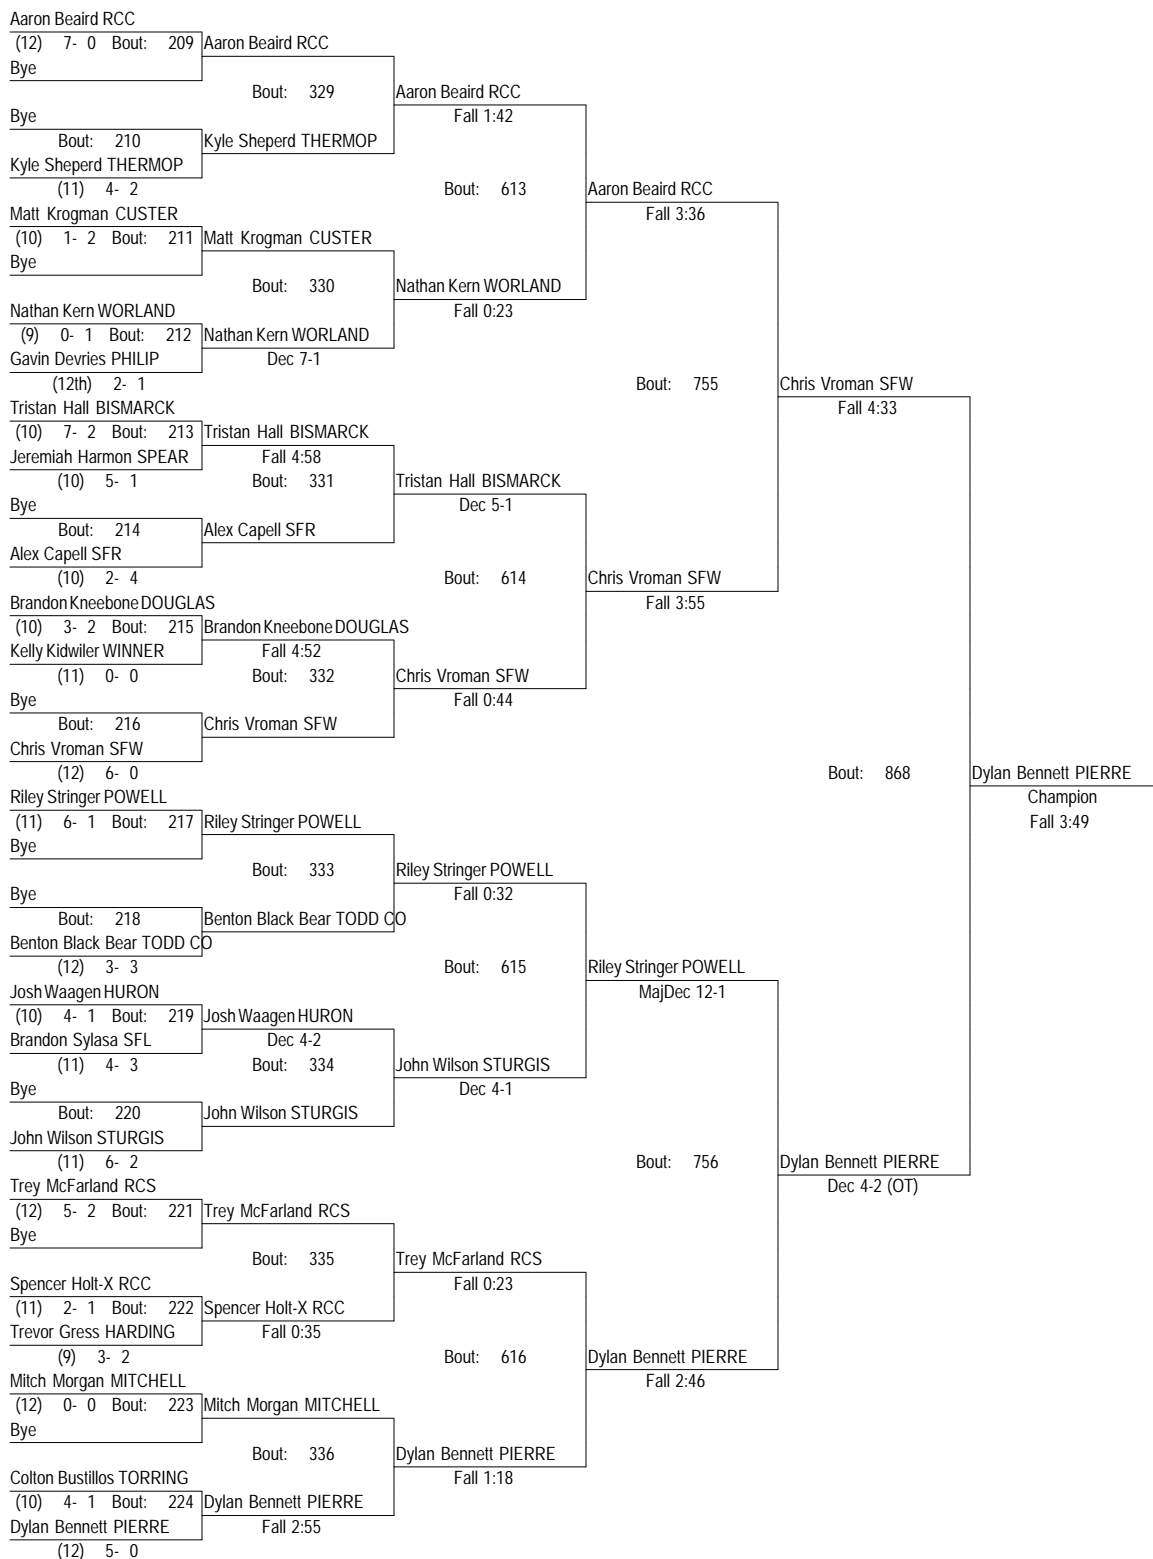 Aaron Beaird RCC
(12) 7- 0 Bout: 209 Aaron Beaird RCC
Bye
Bout: 329 Aaron Beaird RCC
Bye Fall 1:42
Bout: 210 Kyle Sheperd THERMOP
Kyle Sheperd THERMOP
(11) 4- 2 Bout: 613 Aaron Beaird RCC
Matt Krogman CUSTER Fall 3:36
(10) 1- 2 Bout: 211 Matt Krogman CUSTER
Bye
Bout: 330 Nathan Kern WORLAND
Nathan Kern WORLAND Fall 0:23
(9) 0- 1 Bout: 212 Nathan Kern WORLAND
Gavin Devries PHILIP Dec 7-1
(12th) 2- 1 Bout: 755 Chris Vroman SFW
Tristan Hall BISMARCK Fall 4:33
(10) 7- 2 Bout: 213 Tristan Hall BISMARCK
Jeremiah Harmon SPEAR Fall 4:58
(10) 5- 1 Bout: 331 Tristan Hall BISMARCK
Bye Dec 5-1
Bout: 214 Alex Capell SFR
Alex Capell SFR
(10) 2- 4 Bout: 614 Chris Vroman SFW
Brandon Kneebone DOUGLAS Fall 3:55
(10) 3- 2 Bout: 215 Brandon Kneebone DOUGLAS
Kelly Kidwiler WINNER Fall 4:52
(11) 0- 0 Bout: 332 Chris Vroman SFW
Bye Fall 0:44
Bout: 216 Chris Vroman SFW
Chris Vroman SFW
(12) 6- 0 Bout: 868 Dylan Bennett PIERRE
Riley Stringer POWELL Champion
(11) 6- 1 Bout: 217 Riley Stringer POWELL Fall 3:49
Bye
Bout: 333 Riley Stringer POWELL
Bye Fall 0:32
Bout: 218 Benton Black Bear TODD CO
Benton Black Bear TODD CO
(12) 3- 3 Bout: 615 Riley Stringer POWELL
Josh Waagen HURON MajDec 12-1
(10) 4- 1 Bout: 219 Josh Waagen HURON
Brandon Sylasa SFL Dec 4-2
(11) 4- 3 Bout: 334 John Wilson STURGIS
Bye Dec 4-1
Bout: 220 John Wilson STURGIS
John Wilson STURGIS
(11) 6- 2 Bout: 756 Dylan Bennett PIERRE
Trey McFarland RCS Dec 4-2 (OT)
(12) 5- 2 Bout: 221 Trey McFarland RCS
Bye
Bout: 335 Trey McFarland RCS
Spencer Holt-X RCC Fall 0:23
(11) 2- 1 Bout: 222 Spencer Holt-X RCC
Trevor Gress HARDING Fall 0:35
(9) 3- 2 Bout: 616 Dylan Bennett PIERRE
Mitch Morgan MITCHELL Fall 2:46
(12) 0- 0 Bout: 223 Mitch Morgan MITCHELL
Bye
Bout: 336 Dylan Bennett PIERRE
Colton Bustillos TORRING Fall 1:18
(10) 4- 1 Bout: 224 Dylan Bennett PIERRE
Dylan Bennett PIERRE Fall 2:55
(12) 5- 0